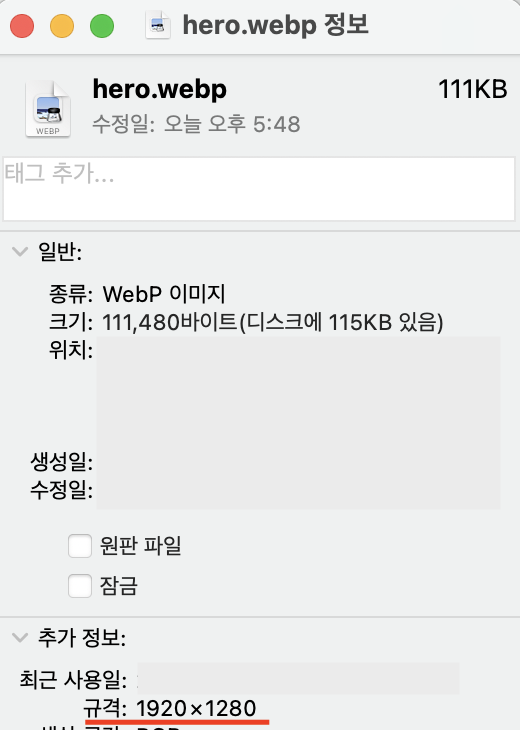 hero.webp 정보
hero.webp 111KB
수정일: 오늘 오후 5:48
WEBP
태그 추가...
일반:
종류: WebP 이미지
크기: 111,480바이트(디스크에 115KB 있음)
위치:
생성일:
수정일:
원판 파일
잠금
추가 정보:
최근 사용일:
규격: 1920×1280